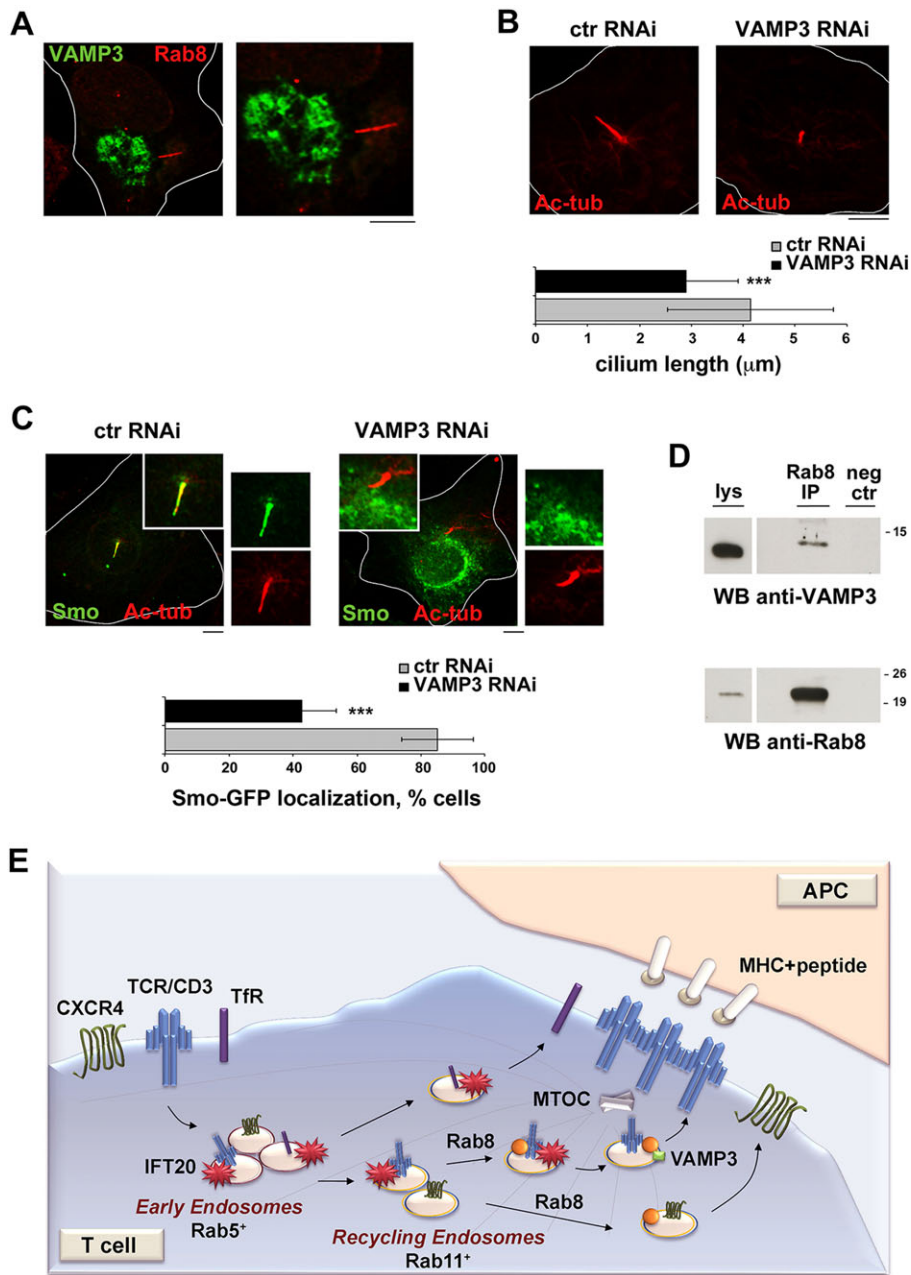 A
VAMP3 Rab8
B
ctr RNAi VAMP3 RNAi
Ac-tub Ac-tub
ctr RNAi
VAMP3 RNAi
***
0 1 2 3 4 5 6
cilium length (μm)
C
ctr RNAi VAMP3 RNAi
Smo Ac-tub Smo Ac-tub
*
ctr RNAi
VAMP3 RNAi
***
0 20 40 60 80 100
Smo-GFP localization, % cells
D
lys Rab8 IP neg ctr
- 15
WB anti-VAMP3
- 26
- 19
WB anti-Rab8
E
APC
MHC+peptide
TCR/CD3
CXCR4
TfR
MTOC
IFT20
Rab8
VAMP3
Rab8
Early Endosomes
Rab5+
Recycling Endosomes
Rab11+
T cell